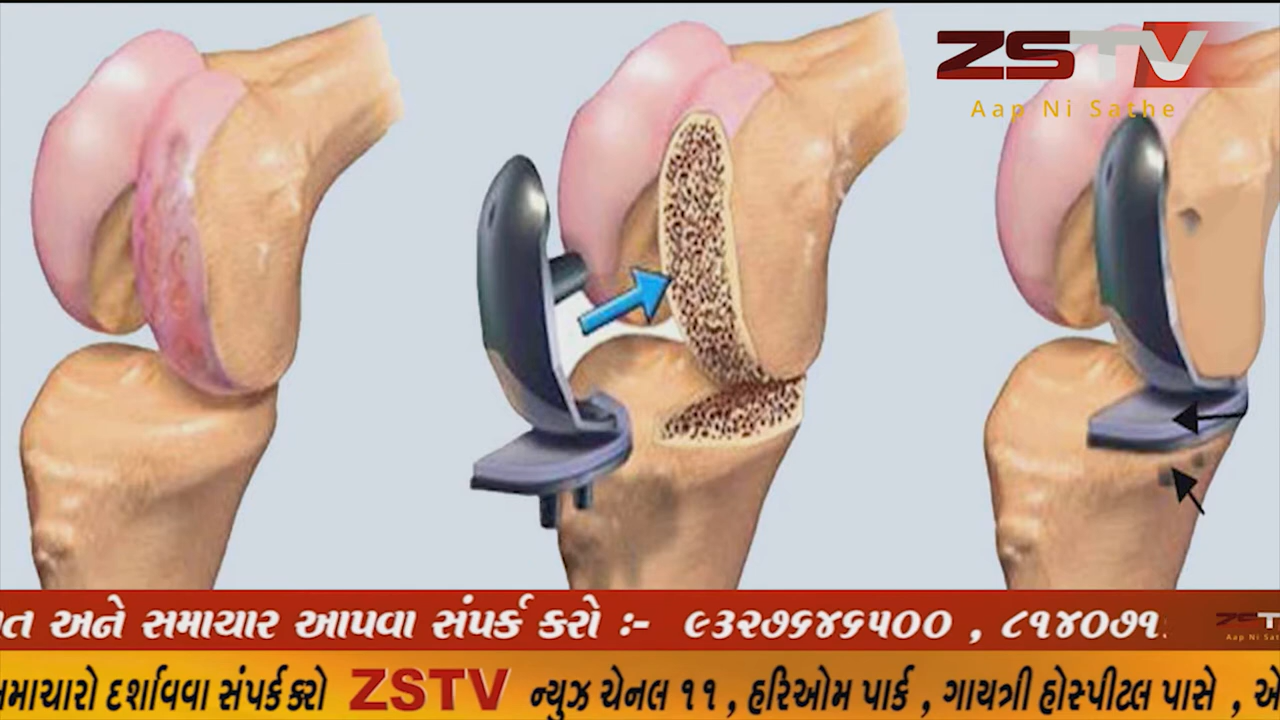 ZSTV
Aap Ni Sathe
અને સમાચાર આપવા સંપર્ક કરો :- ૯૩૨૭૬૪૬૫૦૦ , ૮૧૪૦૭૧
ZSTV
Aap Ni Sathe
દર્શાવવા સંપર્ક કરો ZSTV ન્યુઝ ચેનલ ૧૧ , હરિઓમ પાર્ક , ગાયત્રી હોસ્પીટલ પાસે ,